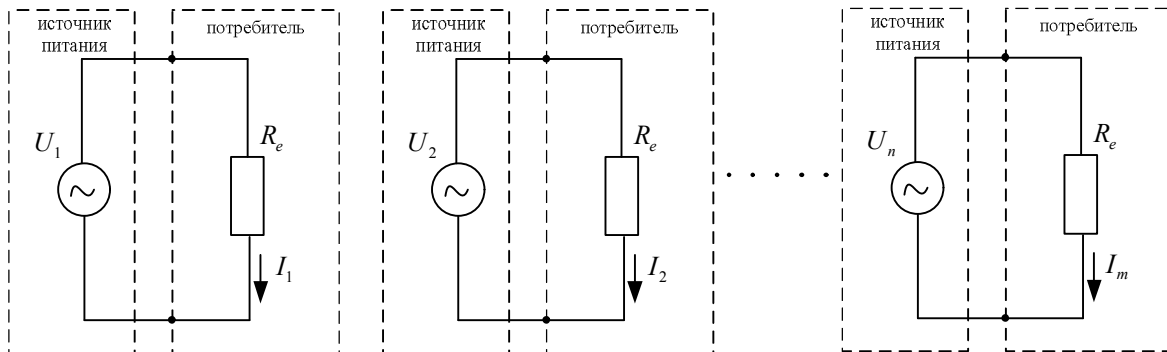 источник
питания
потребитель
U₁
Rₑ
I₁
источник
питания
потребитель
U₂
Rₑ
I₂
. . . . .
источник
питания
потребитель
Uₙ
Rₑ
Iₘ